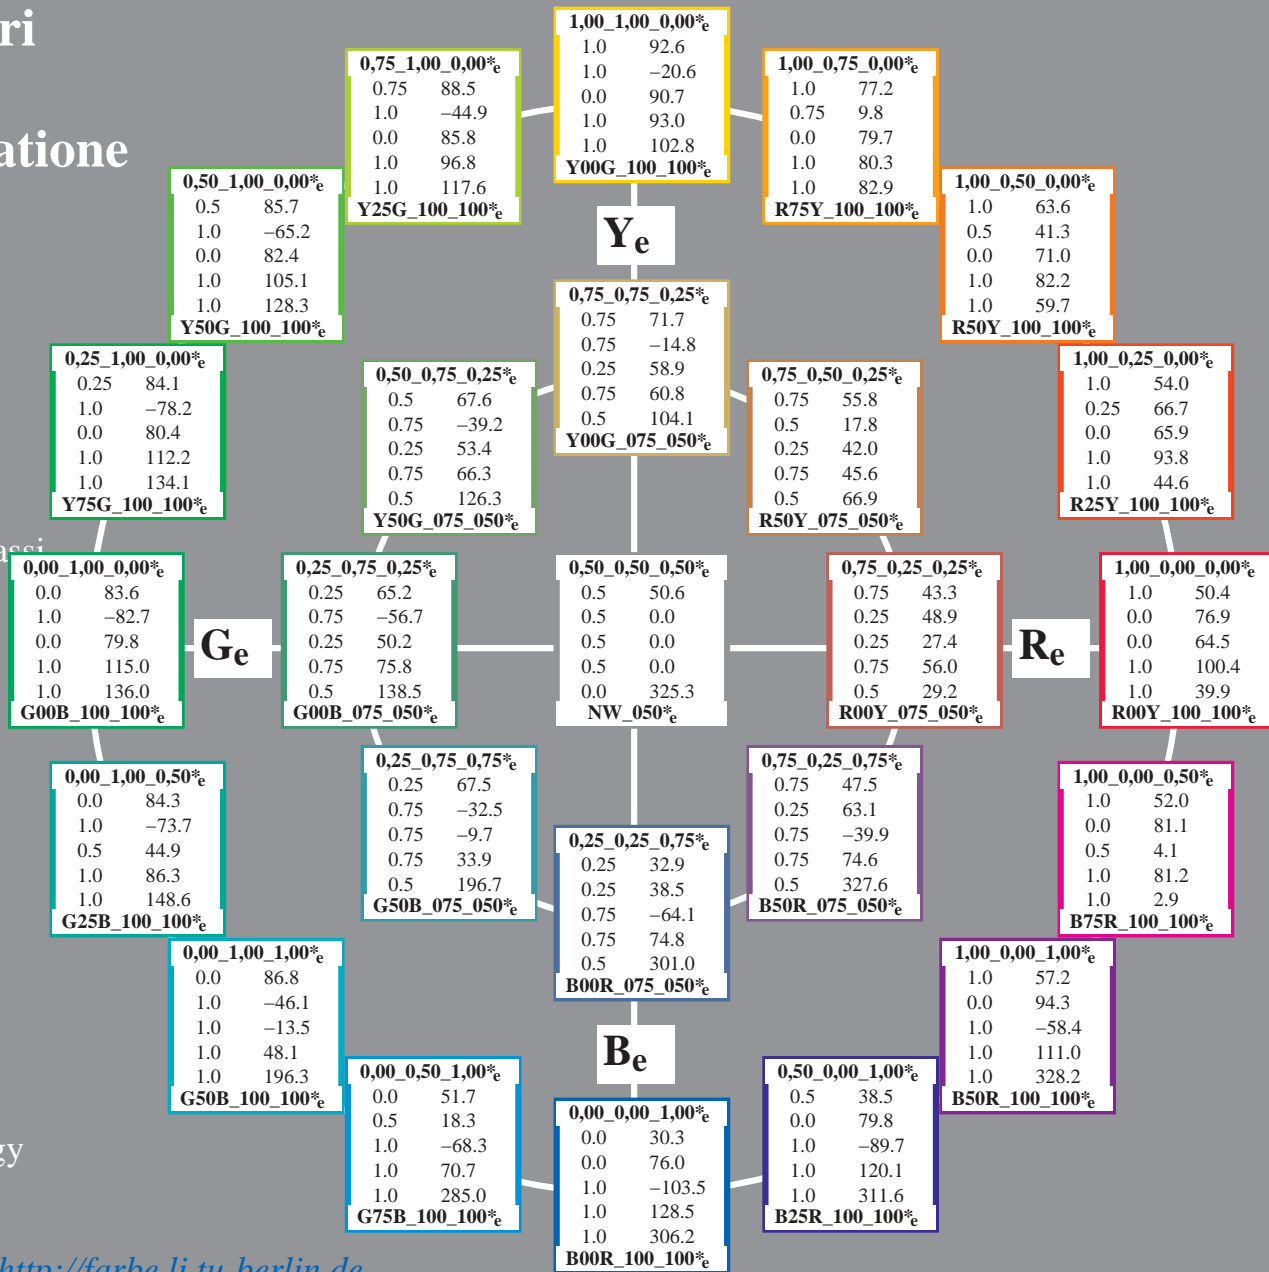 ri
1,00_1,00_0,00*e
1.0 92.6
1.0 −20.6
0.0 90.7
1.0 93.0
1.0 102.8
Y00G_100_100*e
0,75_1,00_0,00*e
0.75 88.5
1.0 −44.9
0.0 85.8
1.0 96.8
1.0 117.6
Y25G_100_100*e
1,00_0,75_0,00*e
1.0 77.2
0.75 9.8
0.0 79.7
1.0 80.3
1.0 82.9
R75Y_100_100*e
atione
0,50_1,00_0,00*e
0.5 85.7
1.0 −65.2
0.0 82.4
1.0 105.1
1.0 128.3
Y50G_100_100*e
Ye
1,00_0,50_0,00*e
1.0 63.6
0.5 41.3
0.0 71.0
1.0 82.2
1.0 59.7
R50Y_100_100*e
0,75_0,75_0,25*e
0.75 71.7
0.75 −14.8
0.25 58.9
0.75 60.8
0.5 104.1
Y00G_075_050*e
0,25_1,00_0,00*e
0.25 84.1
1.0 −78.2
0.0 80.4
1.0 112.2
1.0 134.1
Y75G_100_100*e
0,50_0,75_0,25*e
0.5 67.6
0.75 −39.2
0.25 53.4
0.75 66.3
0.5 126.3
Y50G_075_050*e
0,75_0,50_0,25*e
0.75 55.8
0.5 17.8
0.25 42.0
0.75 45.6
0.5 66.9
R50Y_075_050*e
1,00_0,25_0,00*e
1.0 54.0
0.25 66.7
0.0 65.9
1.0 93.8
1.0 44.6
R25Y_100_100*e
assi
0,00_1,00_0,00*e
0.0 83.6
1.0 −82.7
0.0 79.8
1.0 115.0
1.0 136.0
G00B_100_100*e
Ge
0,25_0,75_0,25*e
0.25 65.2
0.75 −56.7
0.25 50.2
0.75 75.8
0.5 138.5
G00B_075_050*e
0,50_0,50_0,50*e
0.5 50.6
0.5 0.0
0.5 0.0
0.5 0.0
0.0 325.3
NW_050*e
0,75_0,25_0,25*e
0.75 43.3
0.25 48.9
0.25 27.4
0.75 56.0
0.5 29.2
R00Y_075_050*e
Re
1,00_0,00_0,00*e
1.0 50.4
0.0 76.9
0.0 64.5
1.0 100.4
1.0 39.9
R00Y_100_100*e
0,00_1,00_0,50*e
0.0 84.3
1.0 −73.7
0.5 44.9
1.0 86.3
1.0 148.6
G25B_100_100*e
0,25_0,75_0,75*e
0.25 67.5
0.75 −32.5
0.75 −9.7
0.75 33.9
0.5 196.7
G50B_075_050*e
0,75_0,25_0,75*e
0.75 47.5
0.25 63.1
0.75 −39.9
0.75 74.6
0.5 327.6
B50R_075_050*e
1,00_0,00_0,50*e
1.0 52.0
0.0 81.1
0.5 4.1
1.0 81.2
1.0 2.9
B75R_100_100*e
0,25_0,25_0,75*e
0.25 32.9
0.25 38.5
0.75 −64.1
0.75 74.8
0.5 301.0
B00R_075_050*e
0,00_1,00_1,00*e
0.0 86.8
1.0 −46.1
1.0 −13.5
1.0 48.1
1.0 196.3
G50B_100_100*e
Be
1,00_0,00_1,00*e
1.0 57.2
0.0 94.3
1.0 −58.4
1.0 111.0
1.0 328.2
B50R_100_100*e
0,00_0,50_1,00*e
0.0 51.7
0.5 18.3
1.0 −68.3
1.0 70.7
1.0 285.0
G75B_100_100*e
0,50_0,00_1,00*e
0.5 38.5
0.0 79.8
1.0 −89.7
1.0 120.1
1.0 311.6
B25R_100_100*e
0,00_0,00_1,00*e
0.0 30.3
0.0 76.0
1.0 −103.5
1.0 128.5
1.0 306.2
B00R_100_100*e
gy
http://farbe.li.tu-berlin.de